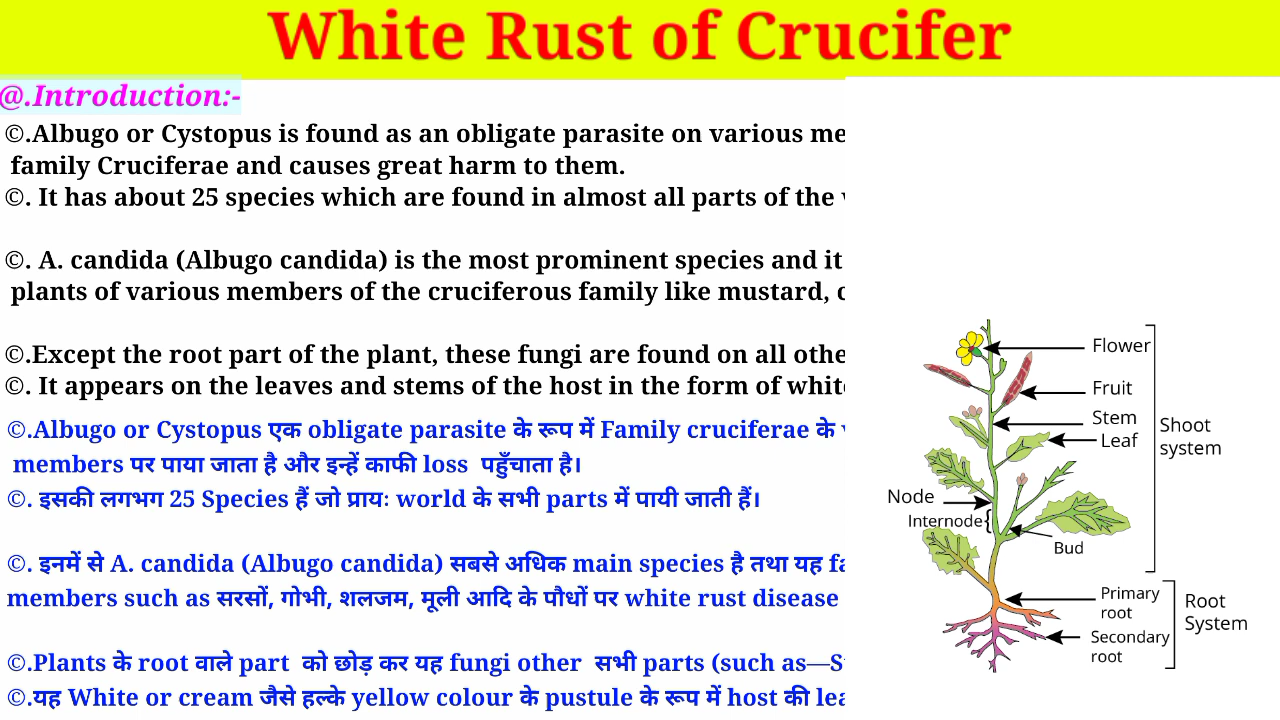 White Rust of Crucifer
@.Introduction:-
©.Albugo or Cystopus is found as an obligate parasite on various me
family Cruciferae and causes great harm to them.
©. It has about 25 species which are found in almost all parts of the
©. A. candida (Albugo candida) is the most prominent species and it
plants of various members of the cruciferous family like mustard,
©.Except the root part of the plant, these fungi are found on all othe
©. It appears on the leaves and stems of the host in the form of white
©.Albugo or Cystopus एक obligate parasite के रूप में Family cruciferae के
members पर पाया जाता है और इन्हें काफी loss पहुँचाता है।
©. इसकी लगभग 25 Species हैं जो प्रायः world के सभी parts में पायी जाती हैं।
©. इनमें से A. candida (Albugo candida) सबसे अधिक main species है तथा यह fa
members such as सरसों, गोभी, शलजम, मूली आदि के पौधों पर white rust disease
©.Plants के root वाले part को छोड़ कर यह fungi other सभी parts (such as—S
©.यह White or cream जैसे हल्के yellow colour के pustule के रूप में host की lea
Flower
Fruit
Stem
Leaf
Shoot
system
Node
Internode
Bud
Primary
root
Secondary
root
Root
System